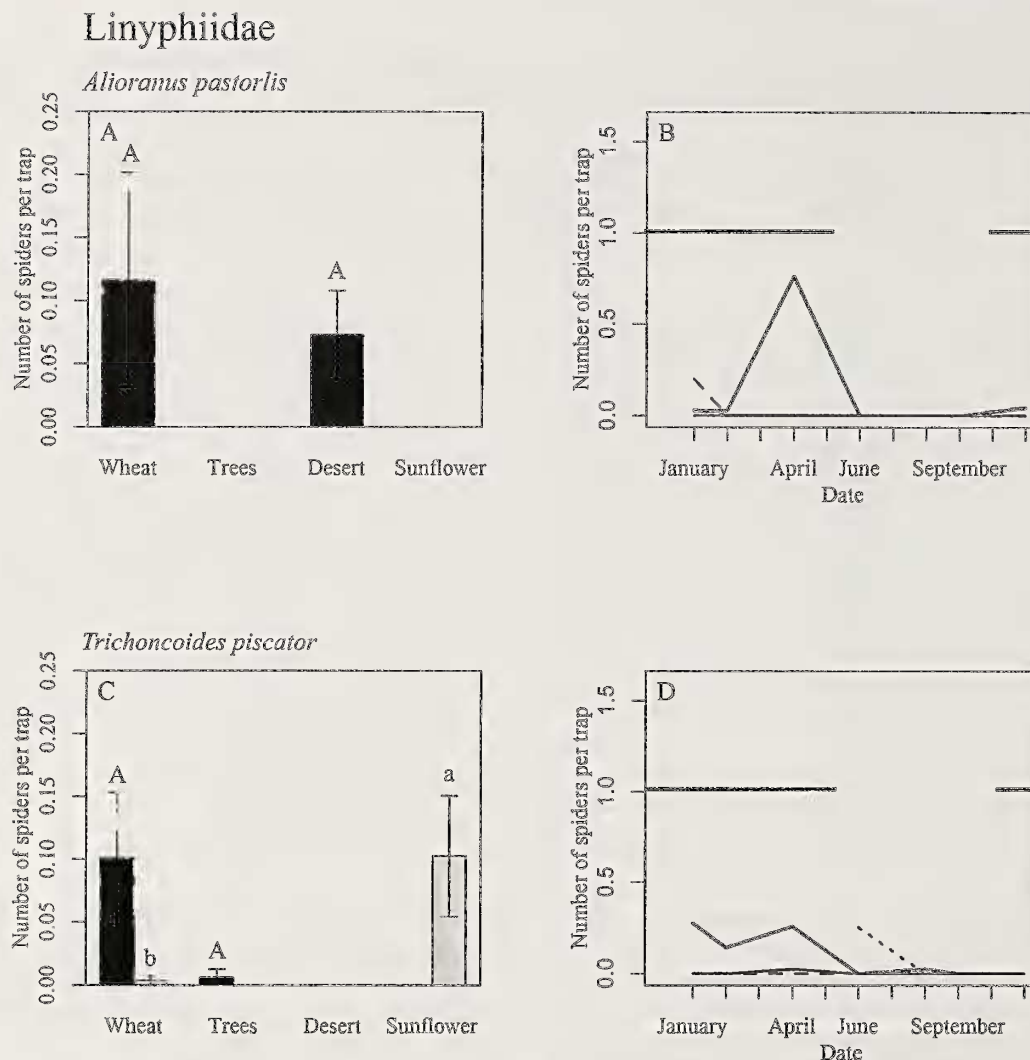 Linyphiidae
Alioranus pastorlis
A
A
A
Number of spiders per trap
0.00 0.05 0.10 0.15 0.20 0.25
Wheat Trees Desert Sunflower
B
Number of spiders per trap
0.0 0.5 1.0 1.5
January April June September
Date
Trichoncoides piscator
C
A
b
A
a
Number of spiders per trap
0.00 0.05 0.10 0.15 0.20 0.25
Wheat Trees Desert Sunflower
D
Number of spiders per trap
0.0 0.5 1.0 1.5
January April June September
Date